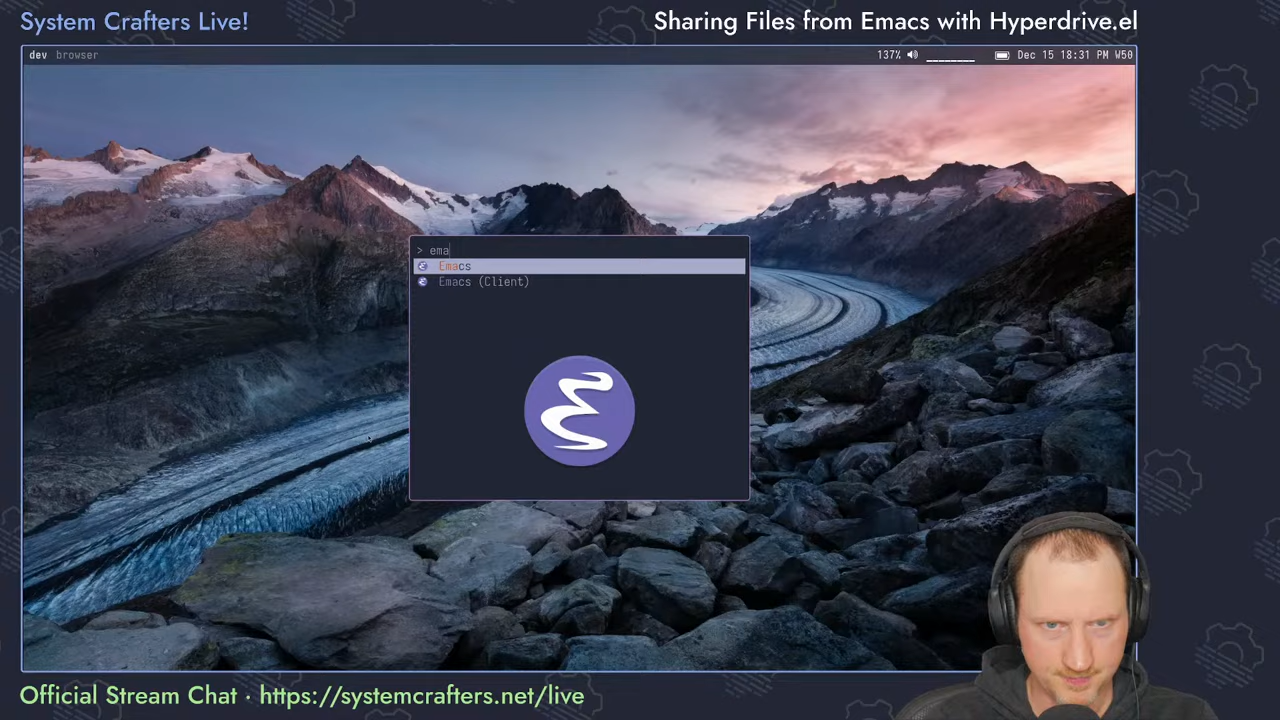 System Crafters Live!
Sharing Files from Emacs with Hyperdrive.el
dev browser
137% Dec 15 18:31 PM W50
> ema
Emacs
Emacs (Client)
Official Stream Chat · https://systemcrafters.net/live